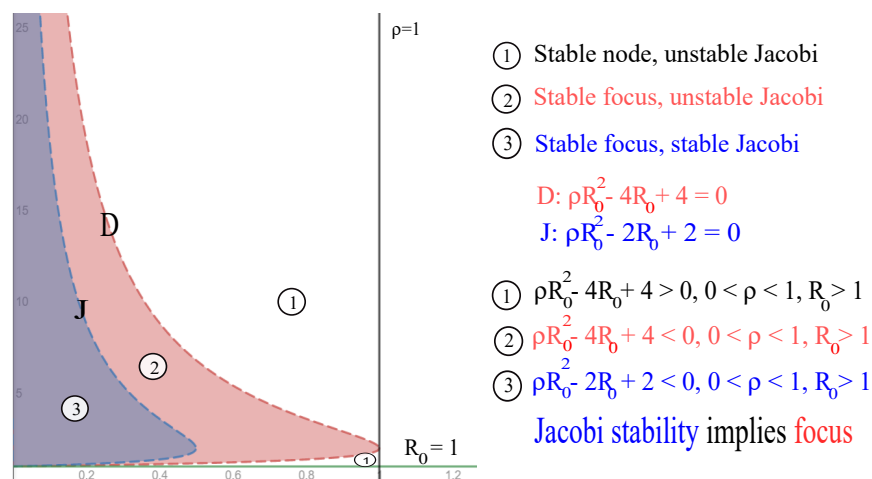 25
20
15
10
5
0.2
0.4
0.6
0.8
1
1.2
ρ=1
D
J
①
②
③
①
R₀ = 1
① Stable node, unstable Jacobi
② Stable focus, unstable Jacobi
③ Stable focus, stable Jacobi
D: ρR₀² - 4R₀ + 4 = 0
J: ρR₀² - 2R₀ + 2 = 0
① ρR₀² - 4R₀ + 4 > 0, 0 < ρ < 1, R₀ > 1
② ρR₀² - 4R₀ + 4 < 0, 0 < ρ < 1, R₀ > 1
③ ρR₀² - 2R₀ + 2 < 0, 0 < ρ < 1, R₀ > 1
Jacobi stability implies focus